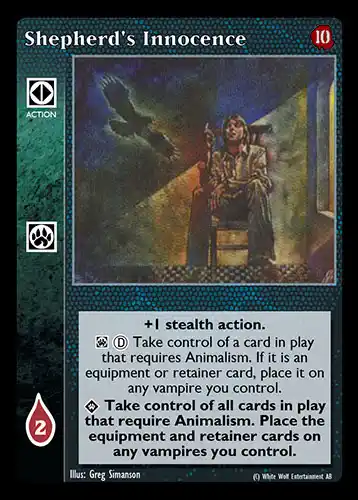 Shepherd's Innocence
10
ACTION
+1 stealth action.
D Take control of a card in play
that requires Animalism. If it is an
equipment or retainer card, place it on
any vampire you control.
Take control of all cards in play
that require Animalism. Place the
equipment and retainer cards on
any vampires you control.
2
Illus: Greg Simanson
(C) White Wolf Entertainment AB